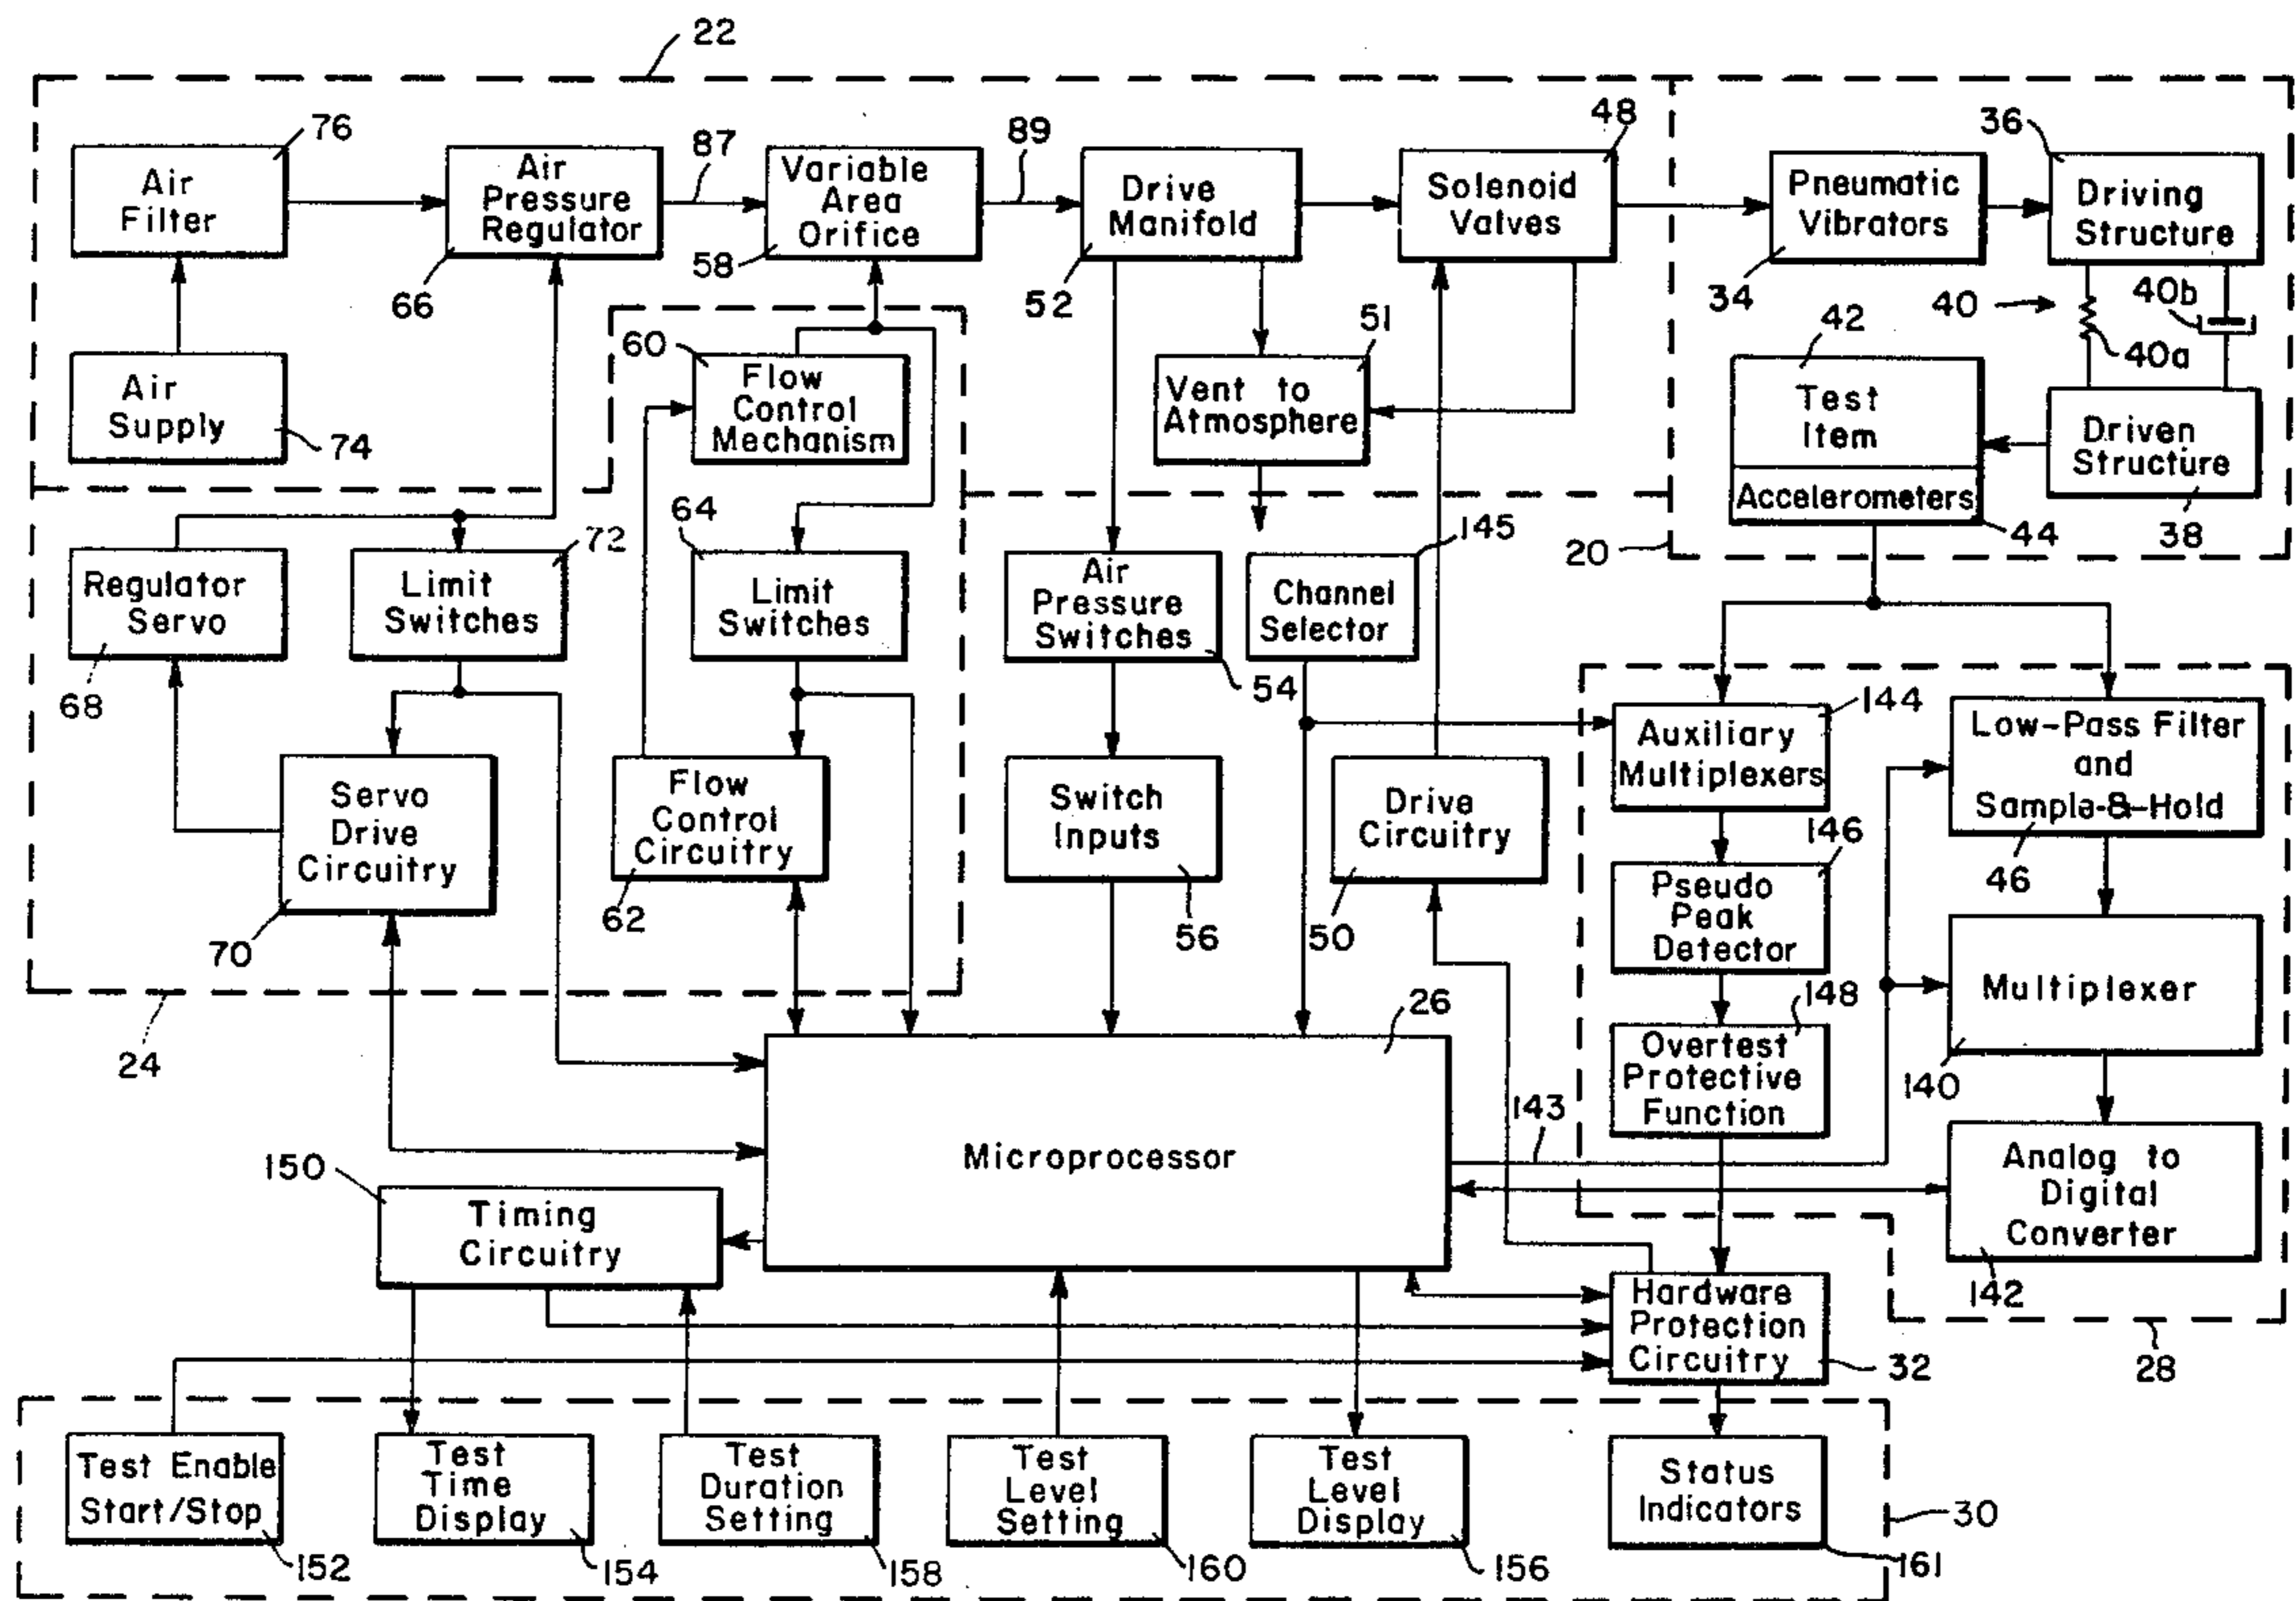 22
76
Air
Filter
Air
Pressure
Regulator
66
87
Variable
Area
Orifice
58
89
Drive
Manifold
52
48
Solenoid
Valves
36
Pneumatic
Vibrators
34
Driving
Structure
40
40b
40a
Air
Supply
74
60
Flow
Control
Mechanism
51
Vent to
Atmosphere
42
Test
Item
Accelerometers
44
Driven
Structure
38
20
Regulator
Servo
68
72
Limit
Switches
64
Limit
Switches
Air
Pressure
Switches
54
145
Channel
Selector
144
Auxiliary
Multiplexers
Low-Pass Filter
and
Sample-&-Hold
46
Servo
Drive
Circuitry
70
Flow
Control
Circuitry
62
Switch
Inputs
56
Drive
Circuitry
50
146
Pseudo
Peak
Detector
Multiplexer
140
24
26
Microprocessor
148
Overtest
Protective
Function
143
Analog to
Digital
Converter
142
150
Timing
Circuitry
Hardware
Protection
Circuitry
32
28
Test Enable
Start/Stop
152
Test
Time
Display
154
Test
Duration
Setting
158
Test
Level
Setting
160
Test
Level
Display
156
Status
Indicators
161
30